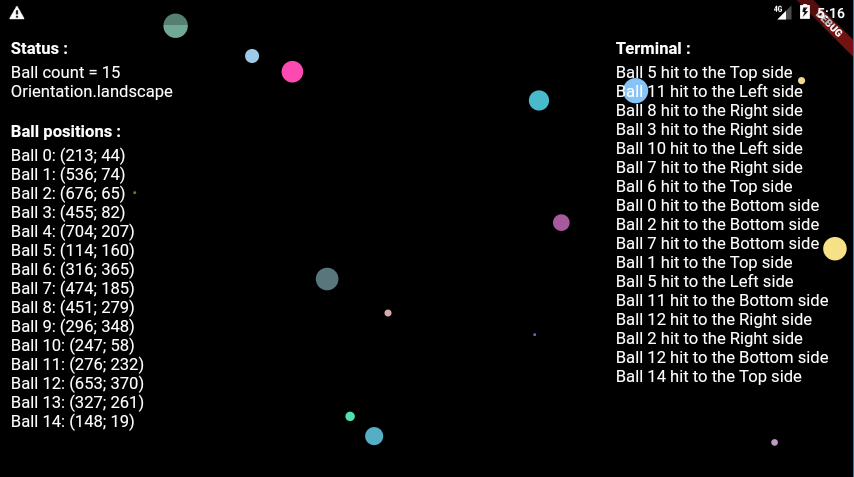 4G
5:16
DEBUG
Status :
Ball count = 15
Orientation.landscape
Ball positions :
Ball 0: (213; 44)
Ball 1: (536; 74)
Ball 2: (676; 65)
Ball 3: (455; 82)
Ball 4: (704; 207)
Ball 5: (114; 160)
Ball 6: (316; 365)
Ball 7: (474; 185)
Ball 8: (451; 279)
Ball 9: (296; 348)
Ball 10: (247; 58)
Ball 11: (276; 232)
Ball 12: (653; 370)
Ball 13: (327; 261)
Ball 14: (148; 19)
Terminal :
Ball 5 hit to the Top side
Ball 11 hit to the Left side
Ball 8 hit to the Right side
Ball 3 hit to the Right side
Ball 10 hit to the Left side
Ball 7 hit to the Right side
Ball 6 hit to the Top side
Ball 0 hit to the Bottom side
Ball 2 hit to the Bottom side
Ball 7 hit to the Bottom side
Ball 1 hit to the Top side
Ball 5 hit to the Left side
Ball 11 hit to the Bottom side
Ball 12 hit to the Right side
Ball 2 hit to the Right side
Ball 12 hit to the Bottom side
Ball 14 hit to the Top side